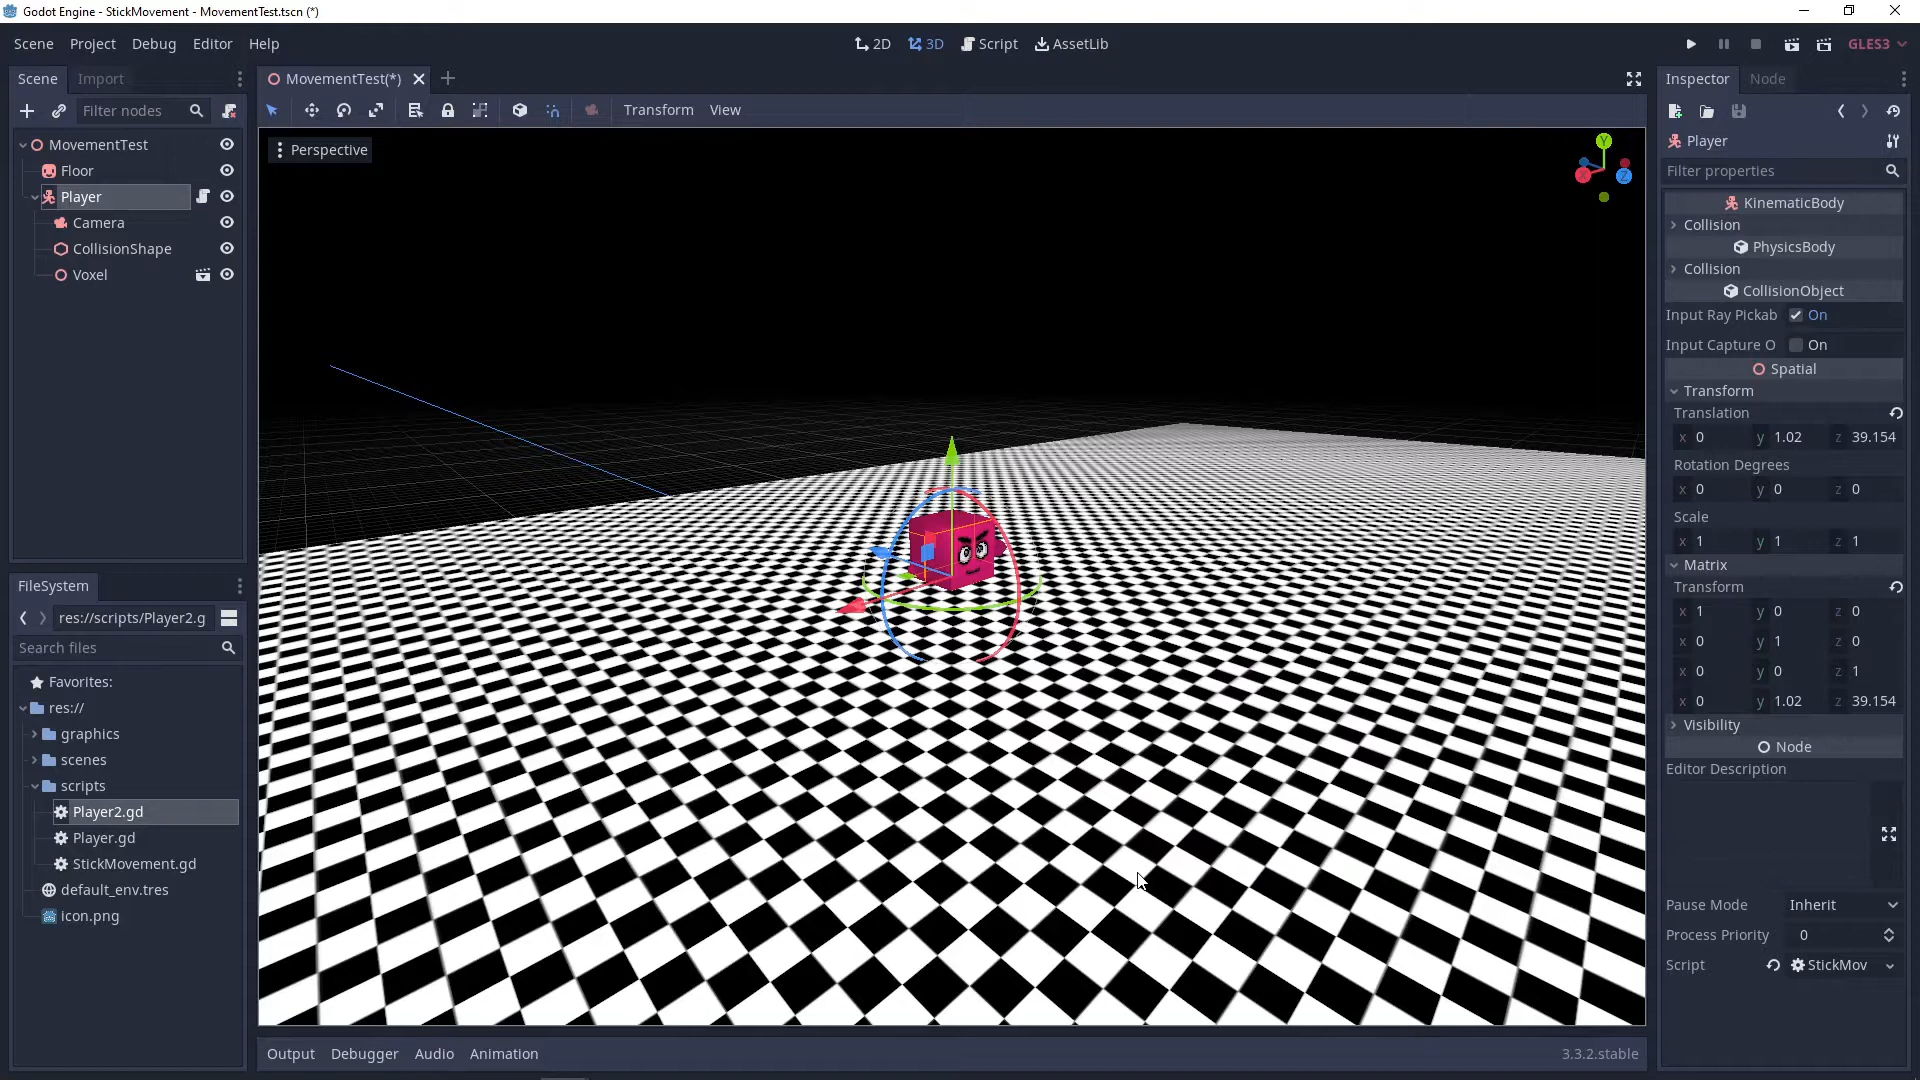 Godot Engine - StickMovement - MovementTest.tscn (*)
Scene Project Debug Editor Help
2D 3D Script AssetLib
GLES3
Scene Import
Filter nodes
MovementTest
Floor
Player
Camera
CollisionShape
Voxel
FileSystem
res://scripts/Player2.g
Search files
Favorites:
res://
graphics
scenes
scripts
Player2.gd
Player.gd
StickMovement.gd
default_env.tres
icon.png
MovementTest(*)
Transform View
Perspective
Y
Z
Output Debugger Audio Animation
3.3.2.stable
Inspector Node
Player
Filter properties
KinematicBody
Collision
PhysicsBody
Collision
CollisionObject
Input Ray Pickab On
Input Capture O On
Spatial
Transform
Translation
x 0 y 1.02 z 39.154
Rotation Degrees
x 0 y 0 z 0
Scale
x 1 y 1 z 1
Matrix
Transform
x 1 y 0 z 0
x 0 y 1 z 0
x 0 y 0 z 1
x 0 y 1.02 z 39.154
Visibility
Node
Editor Description
Pause Mode Inherit
Process Priority 0
Script StickMov